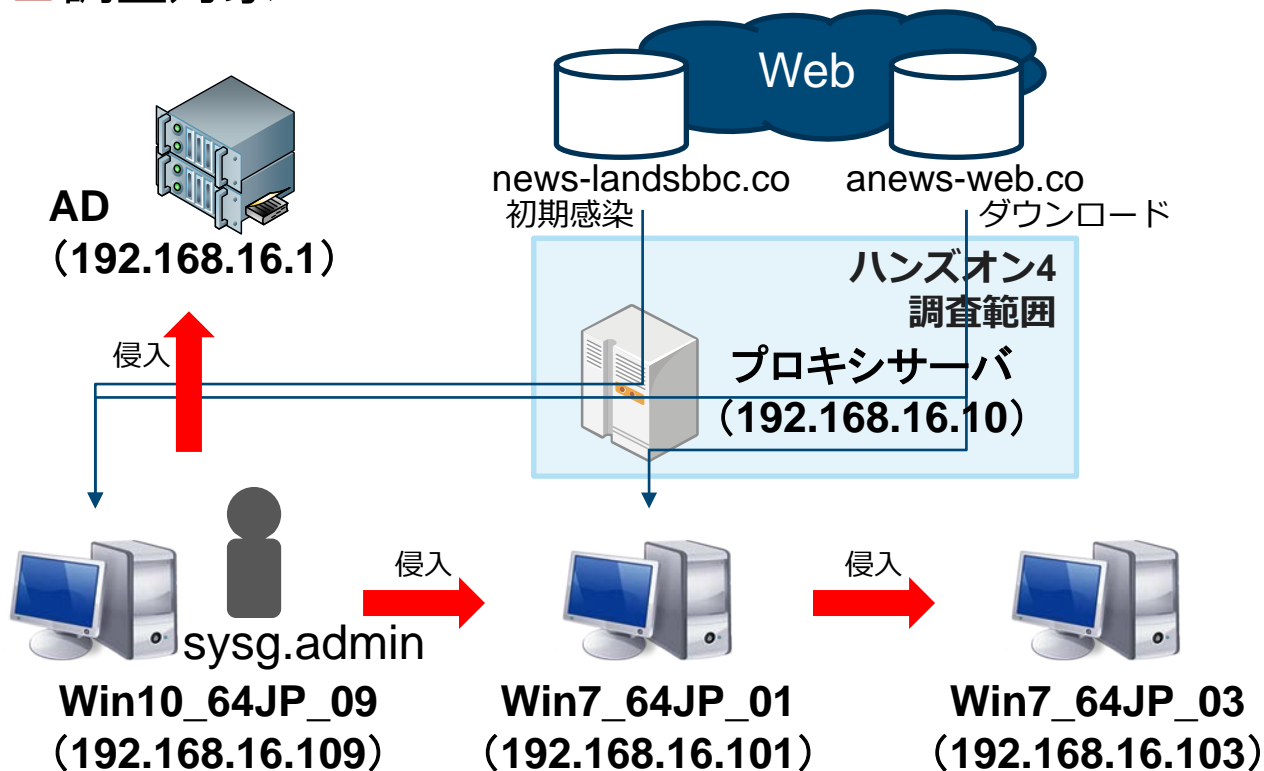 Web
news-landsbbc.co
anews-web.co
初期感染
ダウンロード
AD
（192.168.16.1）
ハンズオン4
調査範囲
侵入
プロキシサーバ
（192.168.16.10）
侵入
侵入
sysg.admin
Win10_64JP_09
（192.168.16.109）
Win7_64JP_01
（192.168.16.101）
Win7_64JP_03
（192.168.16.103）